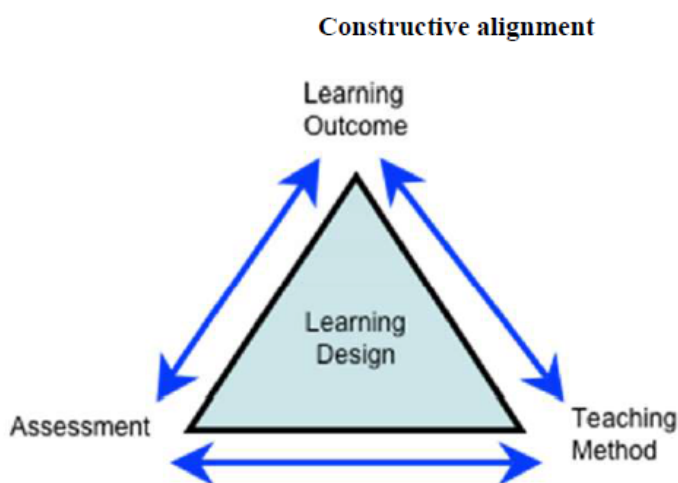 Constructive alignment
Learning
Outcome
Learning
Design
Assessment
Teaching
Method